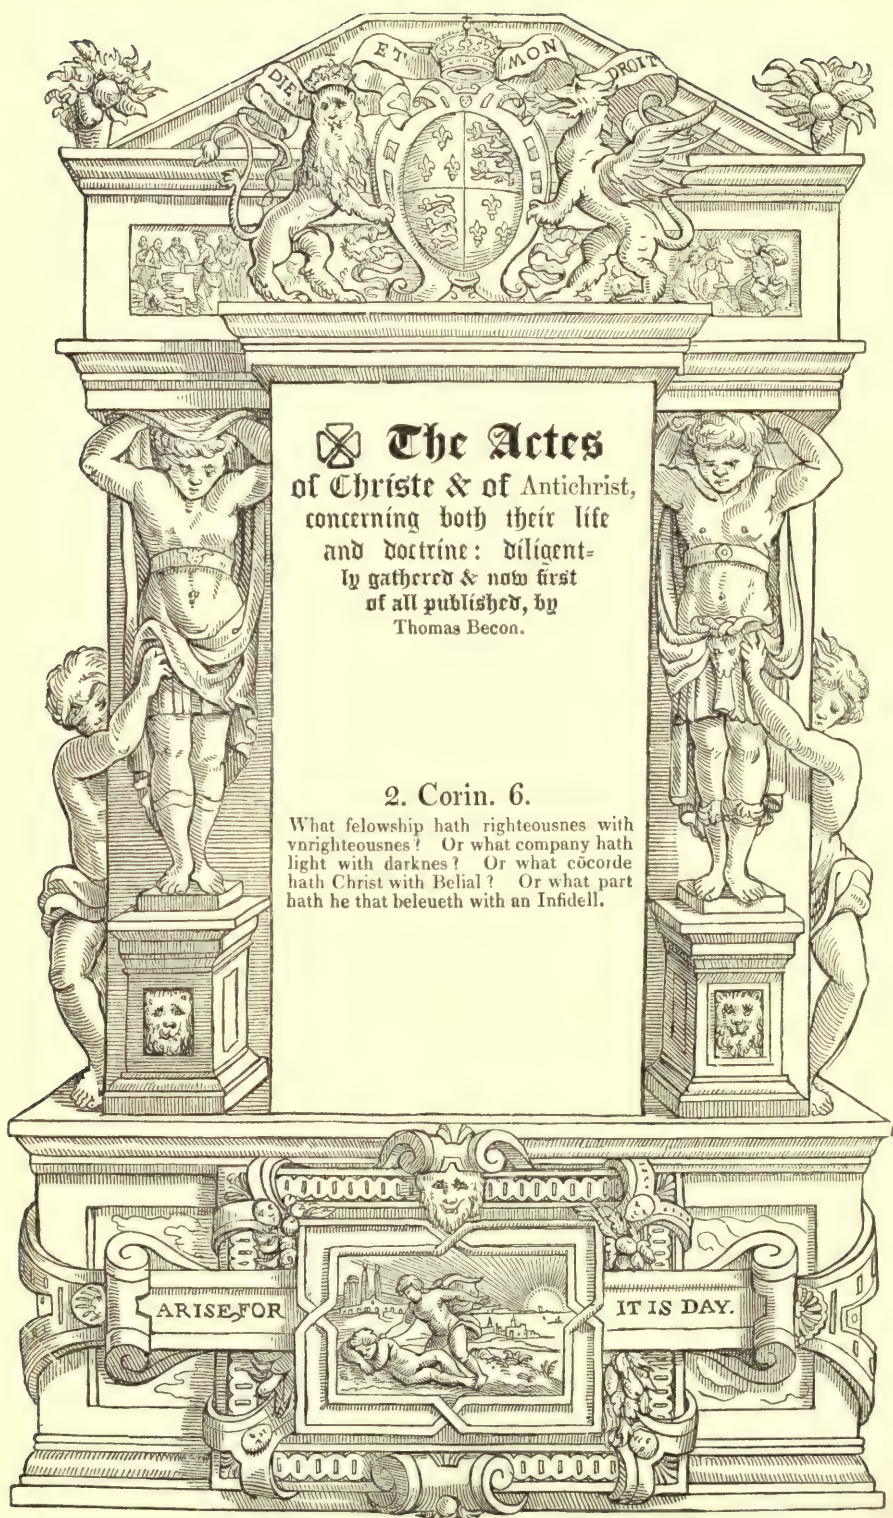 DIEV ET MON DROIT
✠ The Actes
of Christe & of Antichrist,
concerning both their life
and doctrine: diligent=
ly gathered & now first
of all published, by
Thomas Becon.
2. Corin. 6.
What felowship hath righteousnes with
vnrighteousnes? Or what company hath
light with darknes? Or what cōcorde
hath Christ with Belial? Or what part
hath he that beleueth with an Infidell.
ARISE, FOR IT IS DAY.